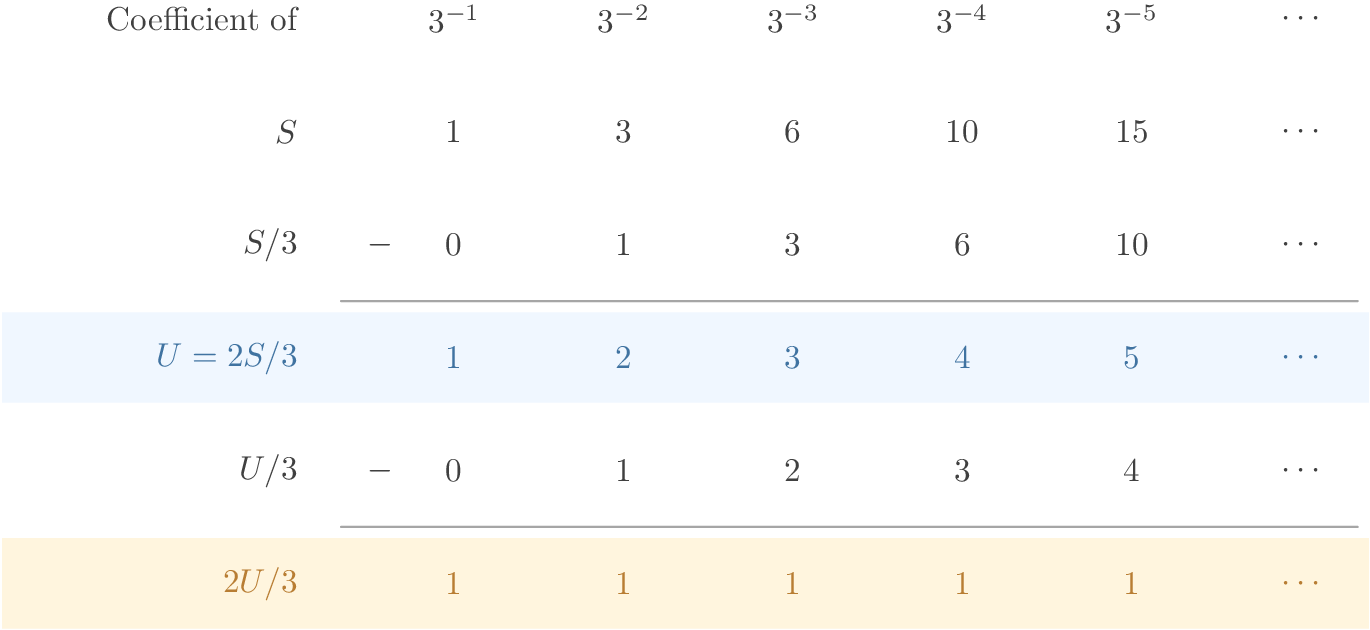 Coefficient of 3⁻¹ 3⁻² 3⁻³ 3⁻⁴ 3⁻⁵ ⋯
S 1 3 6 10 15 ⋯
S/3 − 0 1 3 6 10 ⋯
U = 2S/3 1 2 3 4 5 ⋯
U/3 − 0 1 2 3 4 ⋯
2U/3 1 1 1 1 1 ⋯